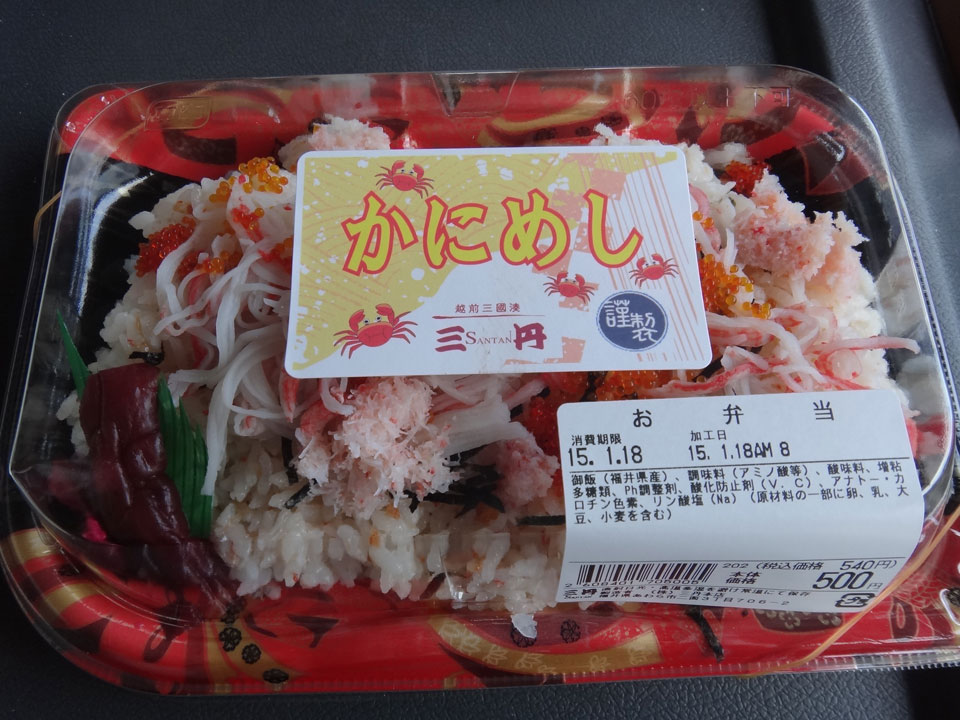 かにめし
越前三國湊
三SANTAN丹
謹製
お弁当
消費期限 加工日
15. 1.18 15. 1.18AM 8
御飯（福井県産）、調味料（アミノ酸等）、酸味料、増粘
多糖類、Ph調整剤、酸化防止剤（V．C）、アナトー・カ
ロチン色素、リン酸塩（Na）（原材料の一部に卵、乳、大
豆、小麦を含む）
202 (税込価格 540円)
本体
価格 500円
三丹